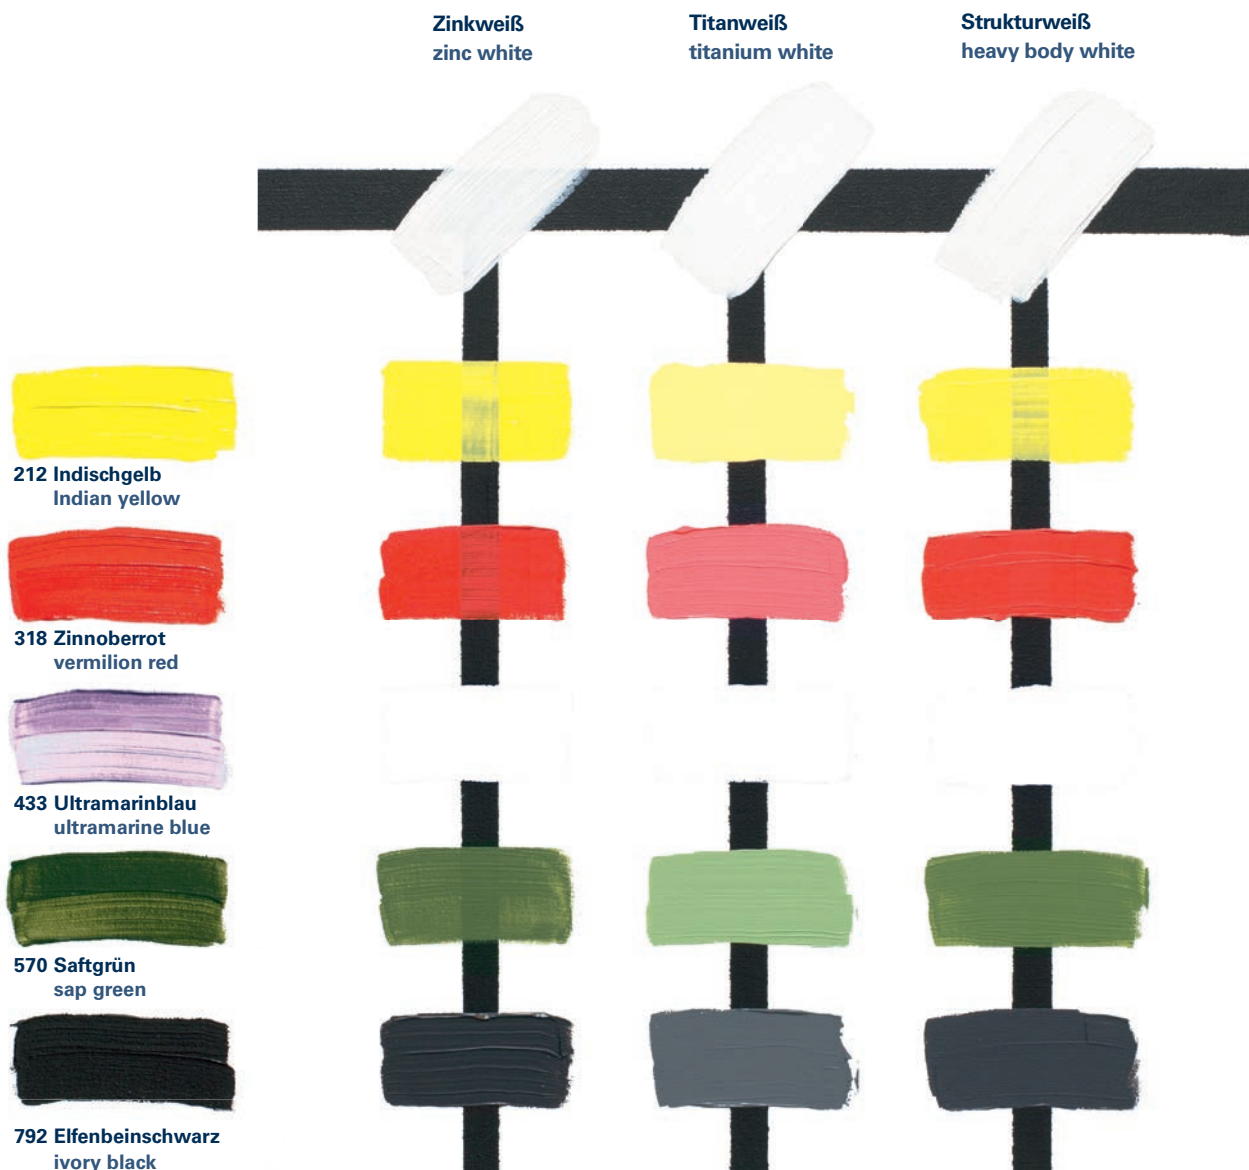 Zinkweiß
zinc white
Titanweiß
titanium white
Strukturweiß
heavy body white
212 Indischgelb
Indian yellow
318 Zinnoberrot
vermilion red
433 Ultramarinblau
ultramarine blue
570 Saftgrün
sap green
792 Elfenbeinschwarz
ivory black